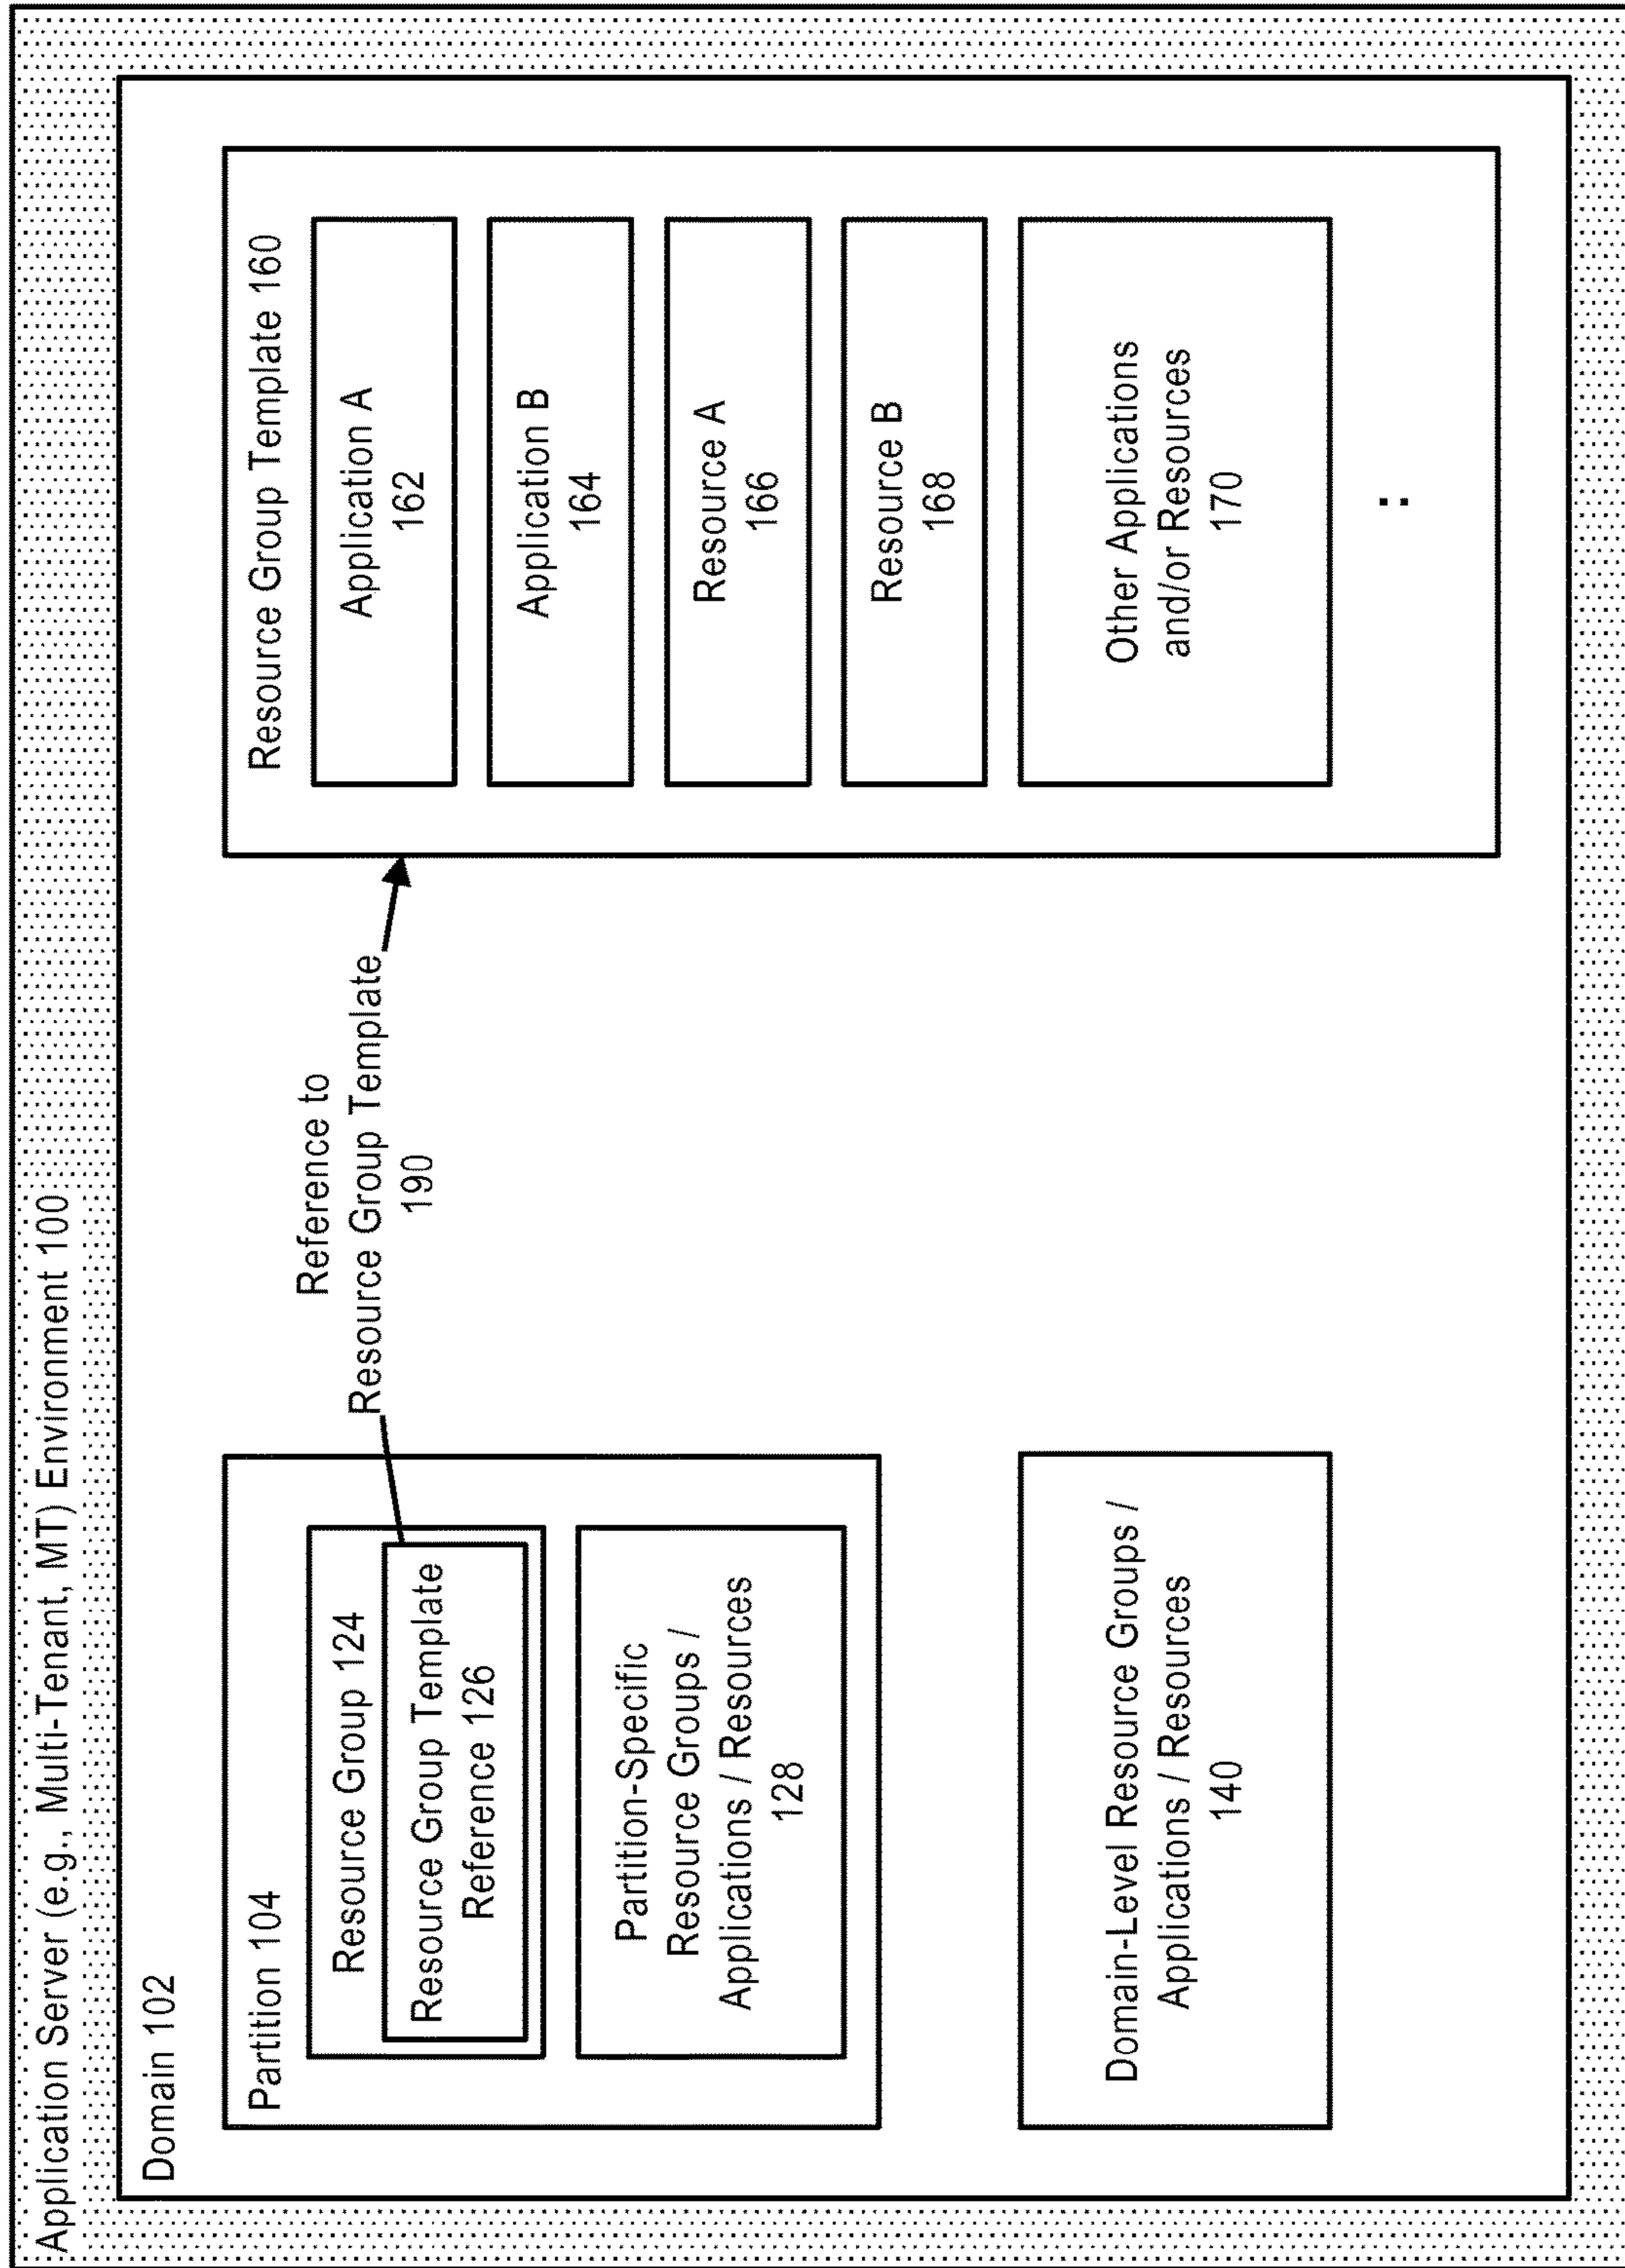 Application Server (e.g., Multi-Tenant, MT) Environment 100
Domain 102
Partition 104
Resource Group 124
Resource Group Template
Reference 126
Partition-Specific
Resource Groups /
Applications / Resources
128
Domain-Level Resource Groups /
Applications / Resources
140
Reference to
Resource Group Template
190
Resource Group Template 160
Application A
162
Application B
164
Resource A
166
Resource B
168
Other Applications
and/or Resources
170